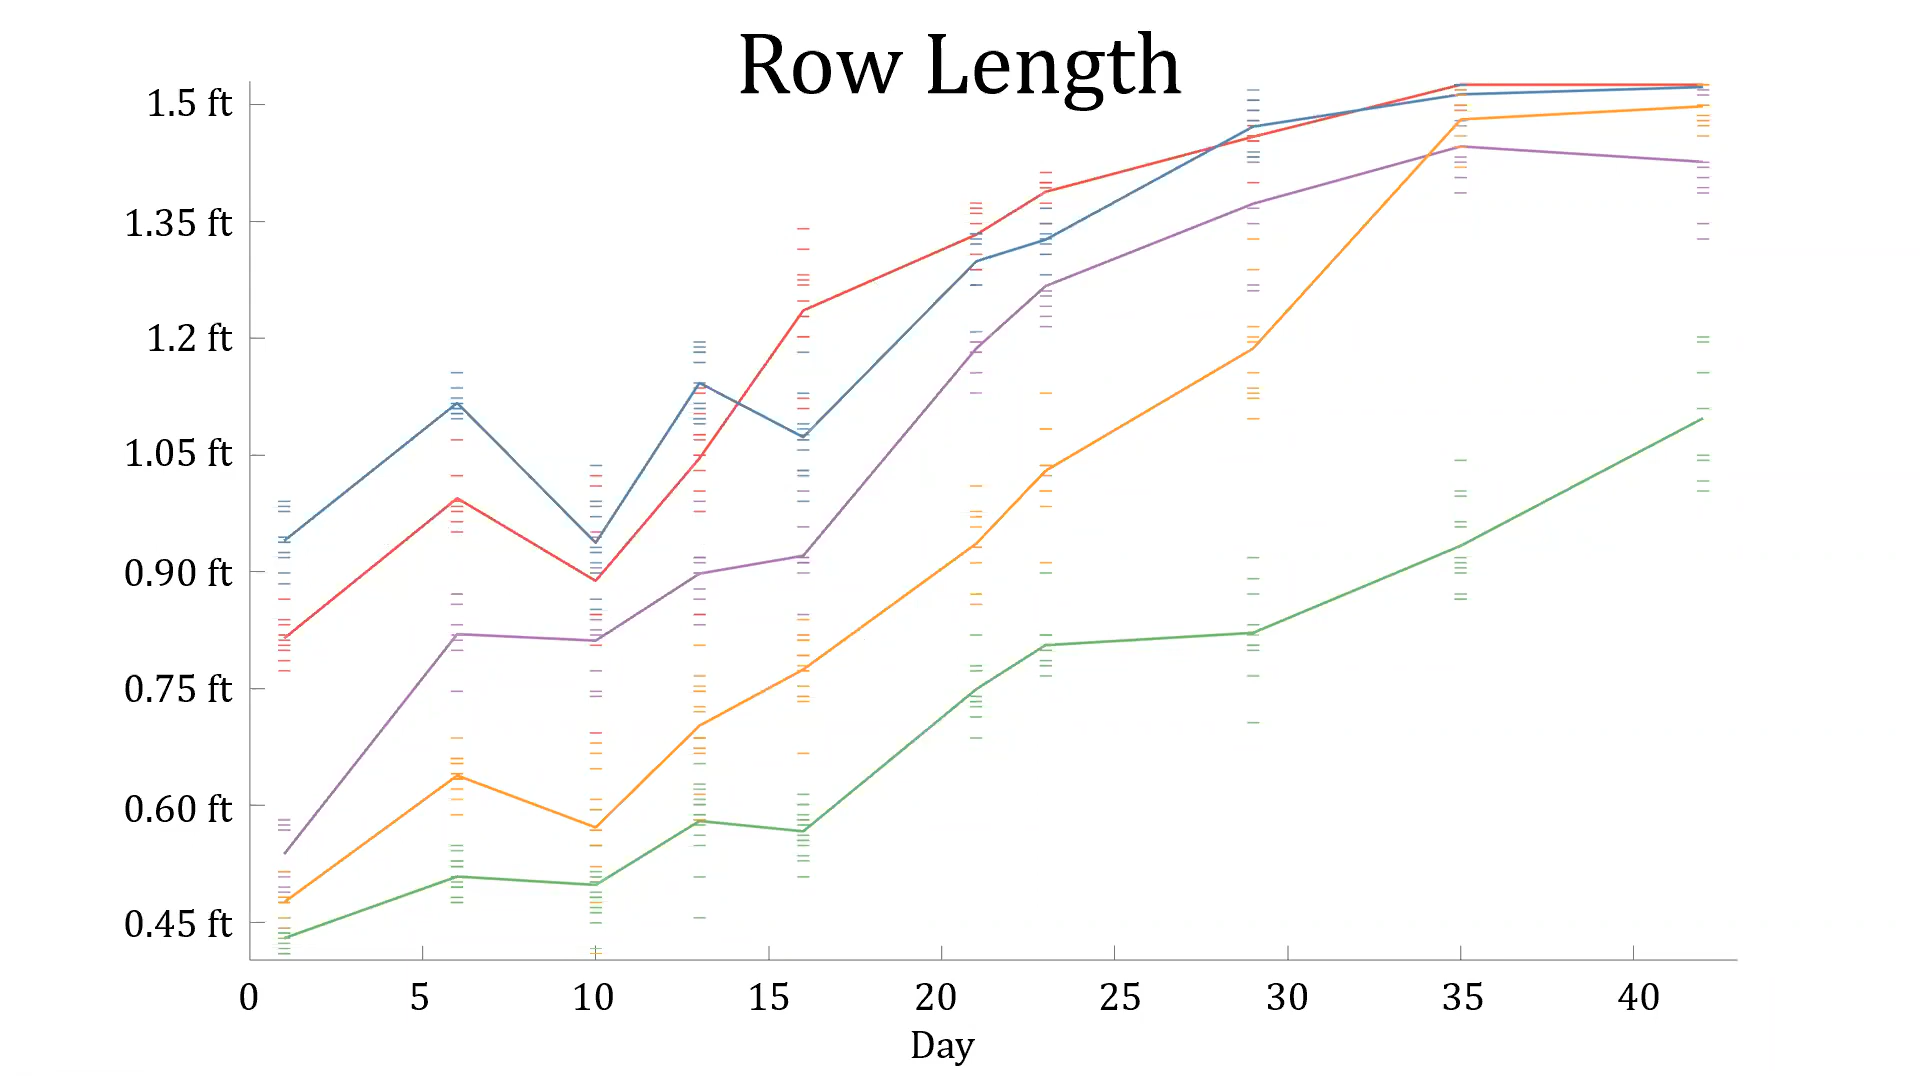 Row Length
1.5 ft
1.35 ft
1.2 ft
1.05 ft
0.90 ft
0.75 ft
0.60 ft
0.45 ft
0 5 10 15 20 25 30 35 40
Day